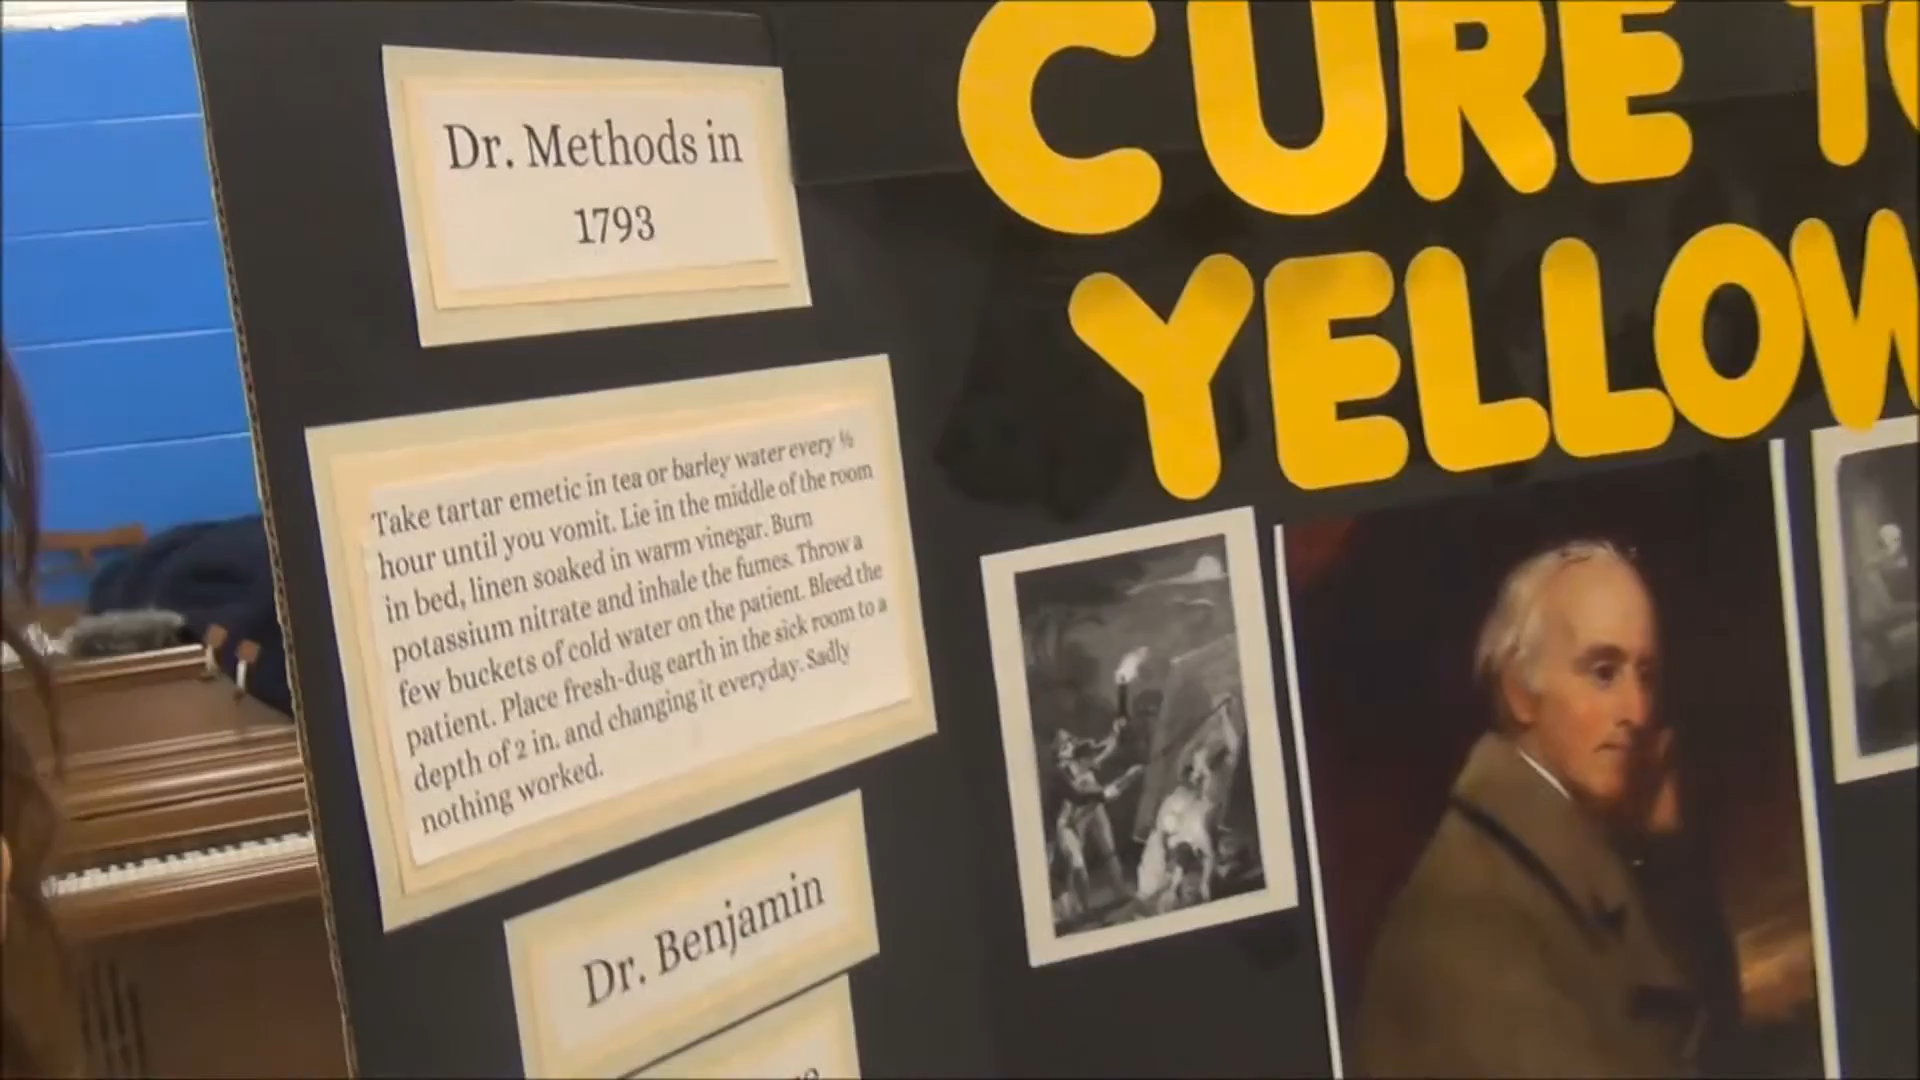 CURE TO
YELLOW
Dr. Methods in
1793
Take tartar emetic in tea or barley water every ½
hour until you vomit. Lie in the middle of the room
in bed, linen soaked in warm vinegar. Burn
potassium nitrate and inhale the fumes. Throw a
few buckets of cold water on the patient. Bleed the
patient. Place fresh-dug earth in the sick room to a
depth of 2 in. and changing it everyday. Sadly
nothing worked.
Dr. Benjamin